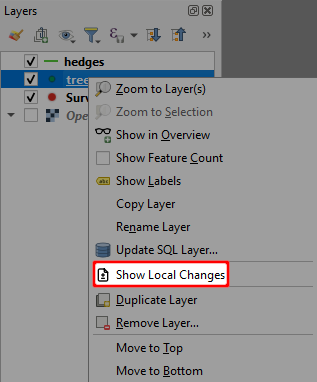 Layers
hedges
tree
Surv
Ope
Zoom to Layer(s)
Zoom to Selection
Show in Overview
Show Feature Count
abc Show Labels
Copy Layer
Rename Layer
Update SQL Layer...
Show Local Changes
Duplicate Layer
Remove Layer...
Move to Top
Move to Bottom